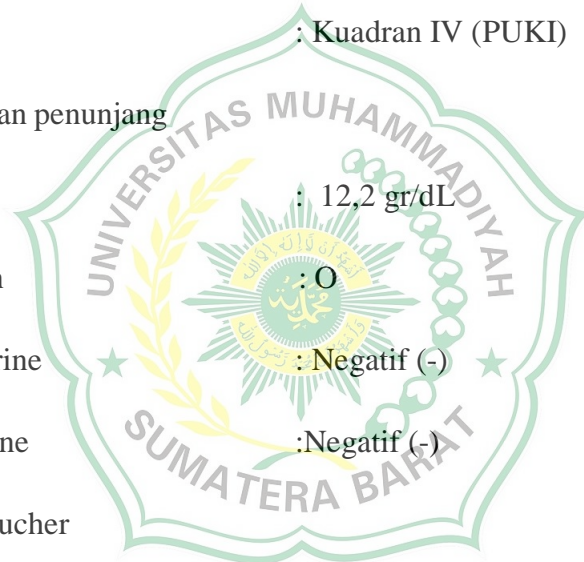 : Kuadran IV (PUKI)
an penunjang
: 12,2 gr/dL
n : O
rine : Negatif (-)
ne :Negatif (-)
ucher
UNIVERSITAS MUHAMMADIYAH
SUMATERA BARAT